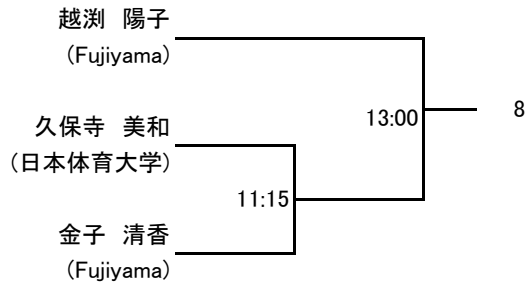 越渕　陽子
(Fujiyama)
13:00
8
久保寺　美和
(日本体育大学)
11:15
金子　清香
(Fujiyama)